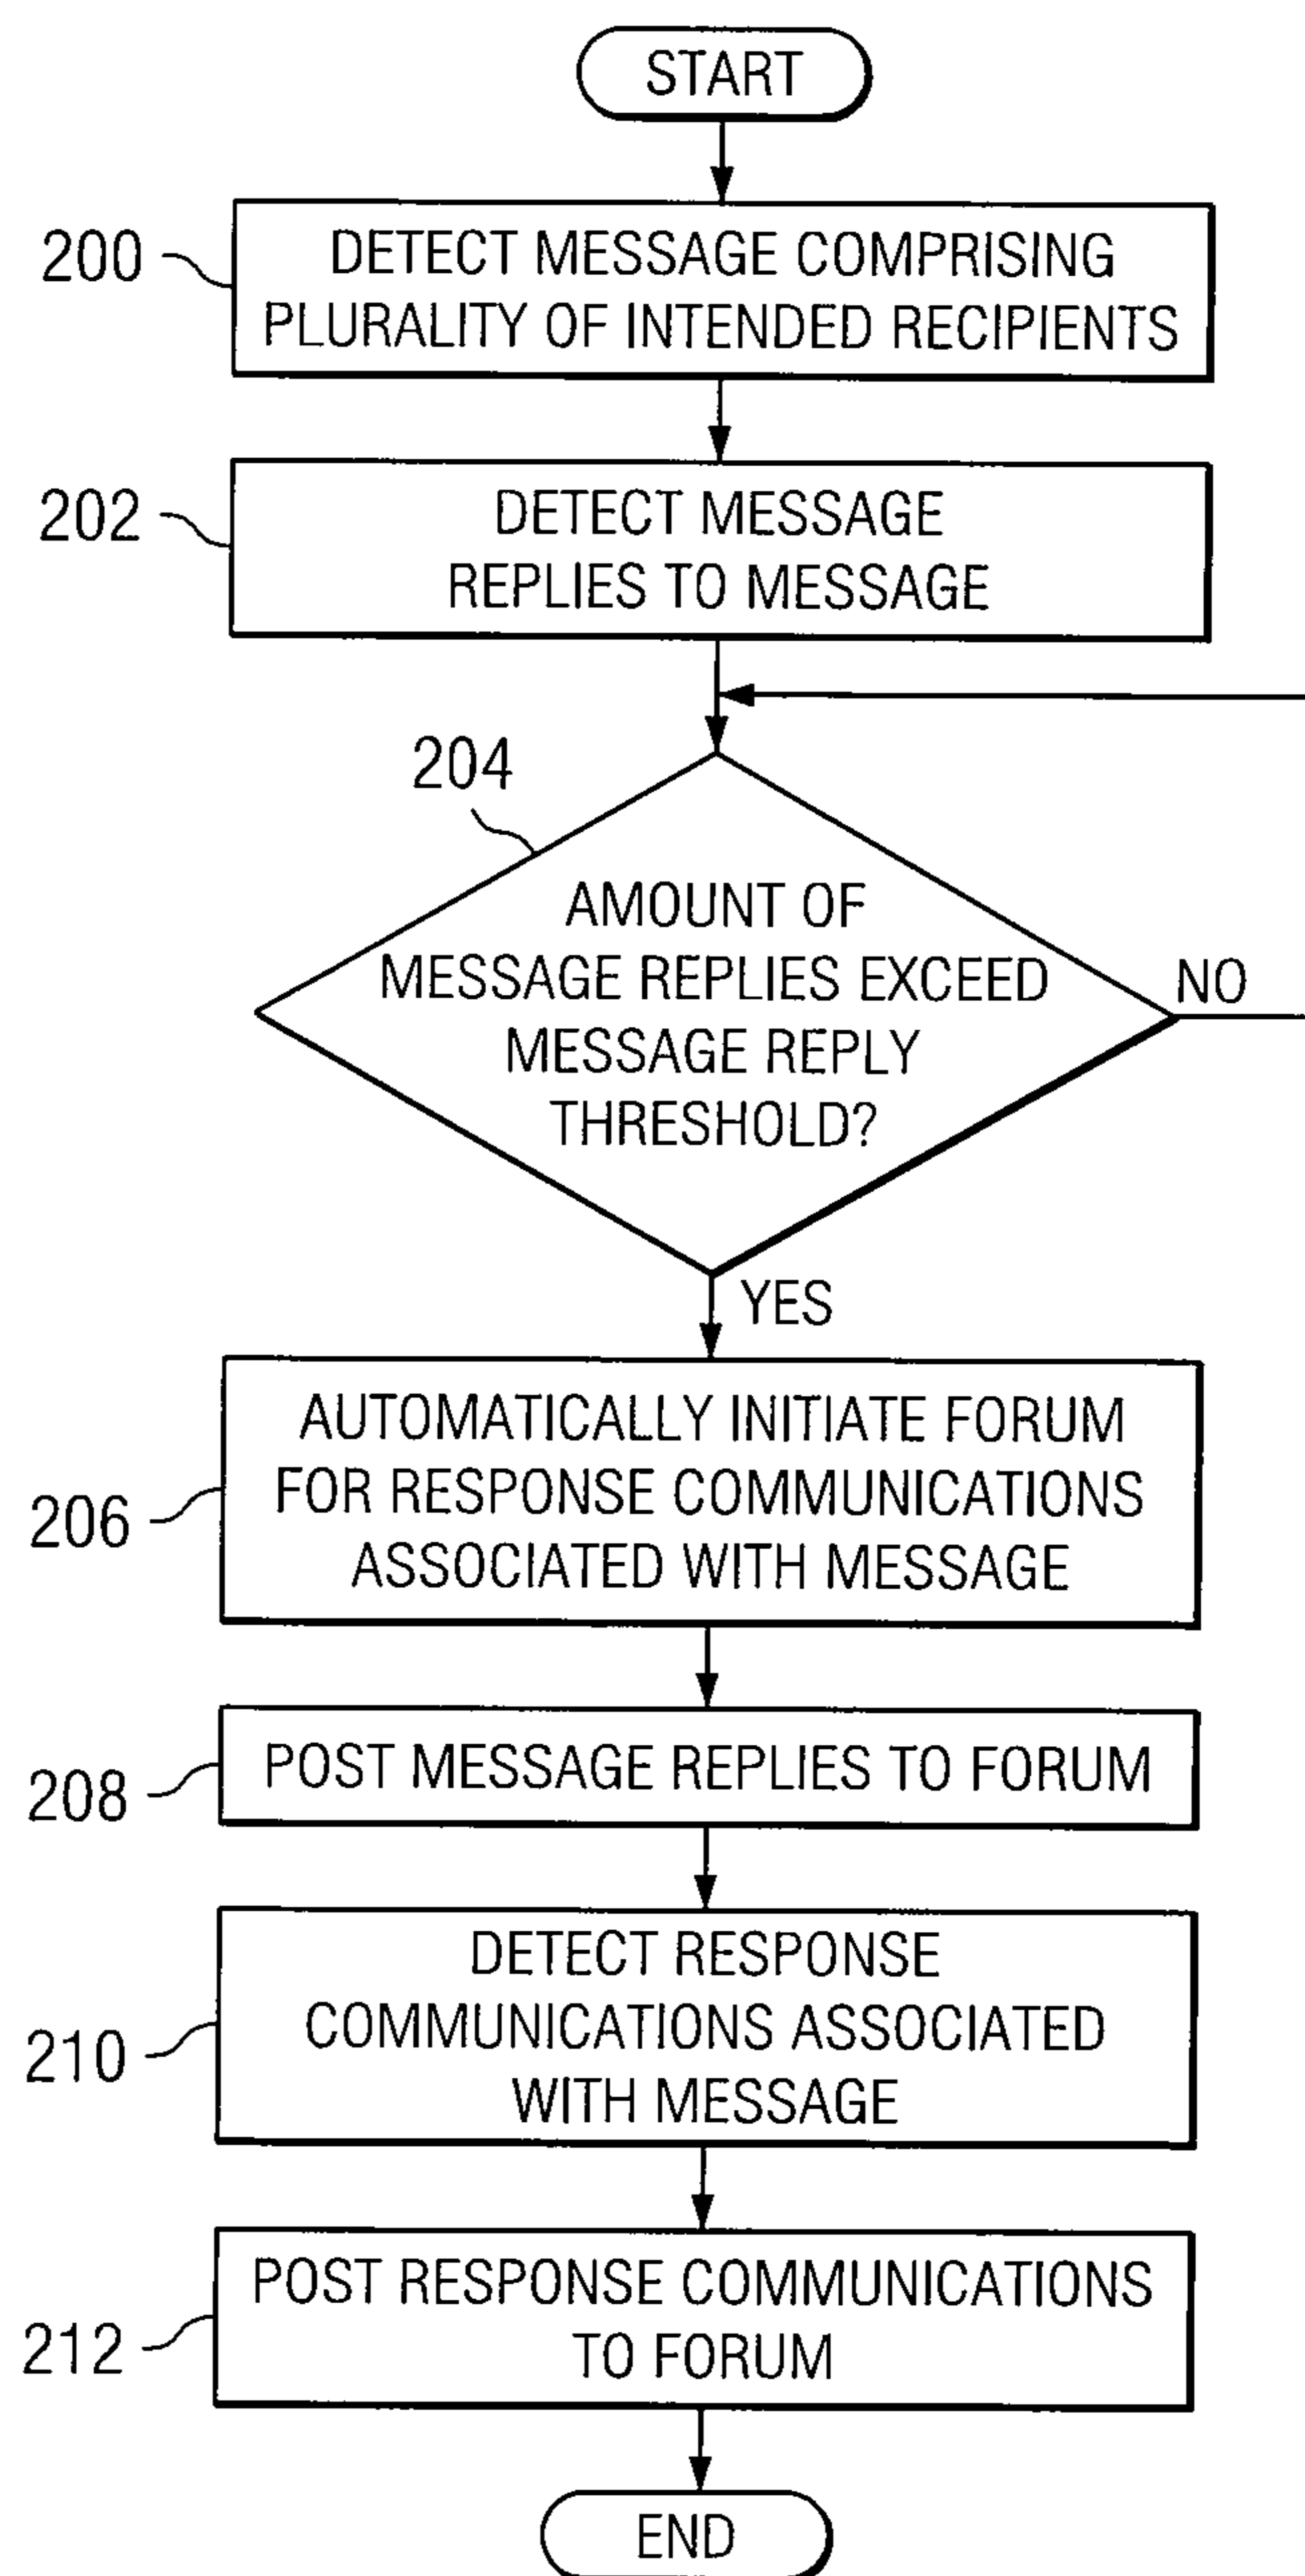 START
200
DETECT MESSAGE COMPRISING
PLURALITY OF INTENDED RECIPIENTS
202
DETECT MESSAGE
REPLIES TO MESSAGE
204
AMOUNT OF
MESSAGE REPLIES EXCEED
MESSAGE REPLY
THRESHOLD?
NO
YES
206
AUTOMATICALLY INITIATE FORUM
FOR RESPONSE COMMUNICATIONS
ASSOCIATED WITH MESSAGE
208
POST MESSAGE REPLIES TO FORUM
210
DETECT RESPONSE
COMMUNICATIONS ASSOCIATED
WITH MESSAGE
212
POST RESPONSE COMMUNICATIONS
TO FORUM
END